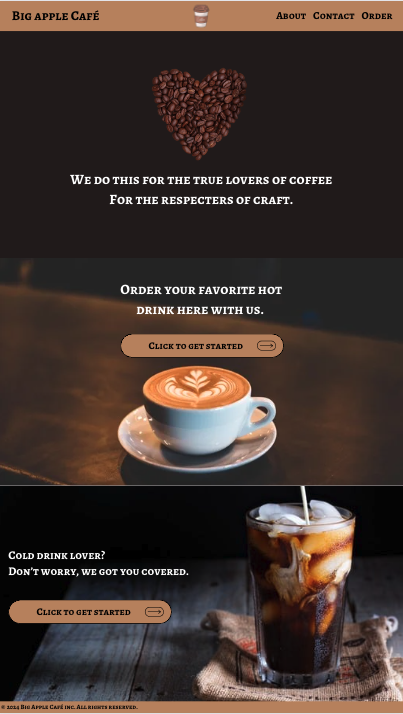 Big apple Café
About Contact Order
We do this for the true lovers of coffee
For the respecters of craft.
Order your favorite hot
drink here with us.
Click to get started
Cold drink lover?
Don't worry, we got you covered.
Click to get started
© 2024 Big Apple Café inc. All rights reserved.